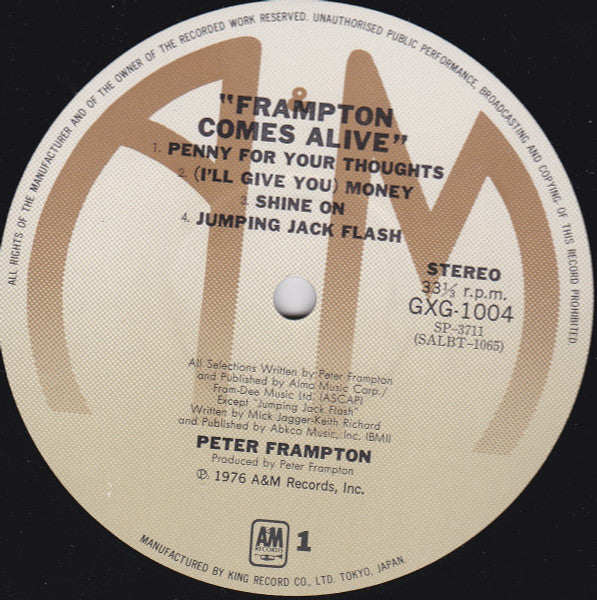 ALL RIGHTS OF THE MANUFACTURER AND OF THE OWNER OF THE RECORDED WORK RESERVED. UNAUTHORISED PUBLIC PERFORMANCE, BROADCASTING AND COPYING OF THIS RECORD PROHIBITED.
A&M
"FRAMPTON
COMES ALIVE"
1. PENNY FOR YOUR THOUGHTS
2. (I'LL GIVE YOU) MONEY
3. SHINE ON
4. JUMPING JACK FLASH
STEREO
33⅓ r.p.m.
GXG-1004
SP-3711
(SALBT-1065)
All Selections Written by: Peter Frampton
and Published by Almo Music Corp./
Fram-Dee Music Ltd. (ASCAP)
Except "Jumping Jack Flash"
Written by Mick Jagger-Keith Richard
and Published by Abkco Music, Inc. (BMI)
PETER FRAMPTON
Produced by Peter Frampton
℗ 1976 A&M Records, Inc.
AM
RECORDS
1
MANUFACTURED BY KING RECORD CO., LTD. TOKYO, JAPAN.